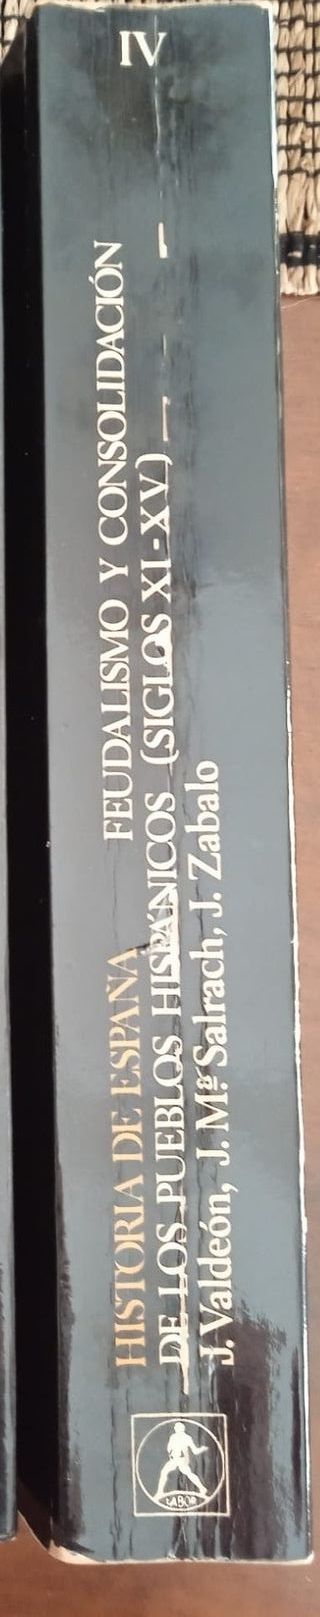 IV
HISTORIA DE ESPAÑA FEUDALISMO Y CONSOLIDACIÓN
DE LOS PUEBLOS HISPÁNICOS (SIGLOS XI-XV)
J. Valdeón, J. Mª Salrach, J. Zabalo
LABOR